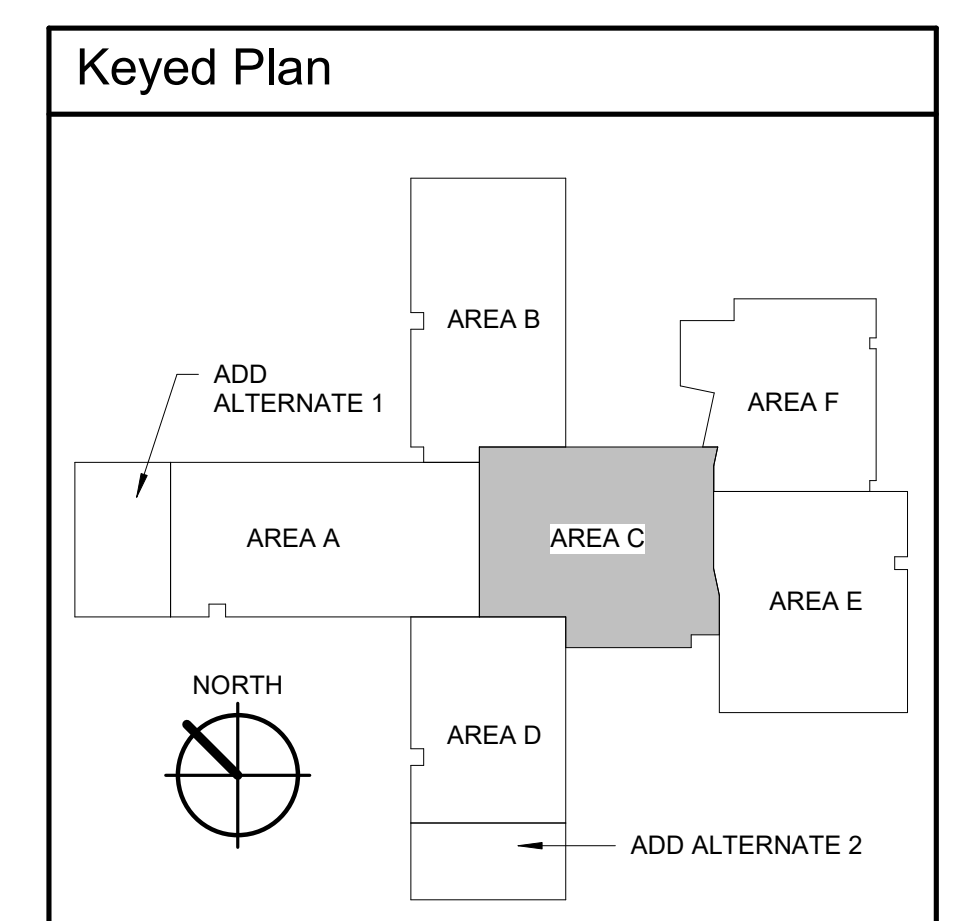 Keyed Plan
AREA B
ADD
ALTERNATE 1
AREA F
AREA A
AREA C
AREA E
NORTH
AREA D
ADD ALTERNATE 2